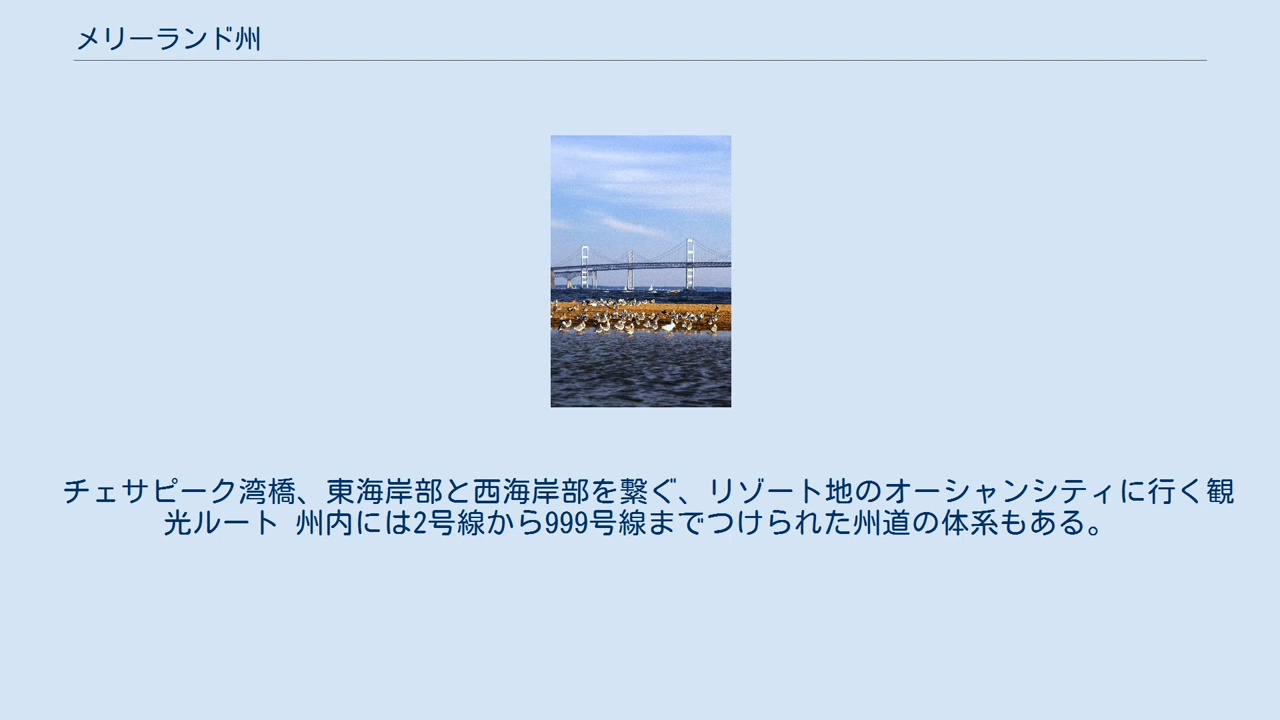 メリーランド州
チェサピーク湾橋、東海岸部と西海岸部を繋ぐ、リゾート地のオーシャンシティに行く観
光ルート 州内には2号線から999号線までつけられた州道の体系もある。